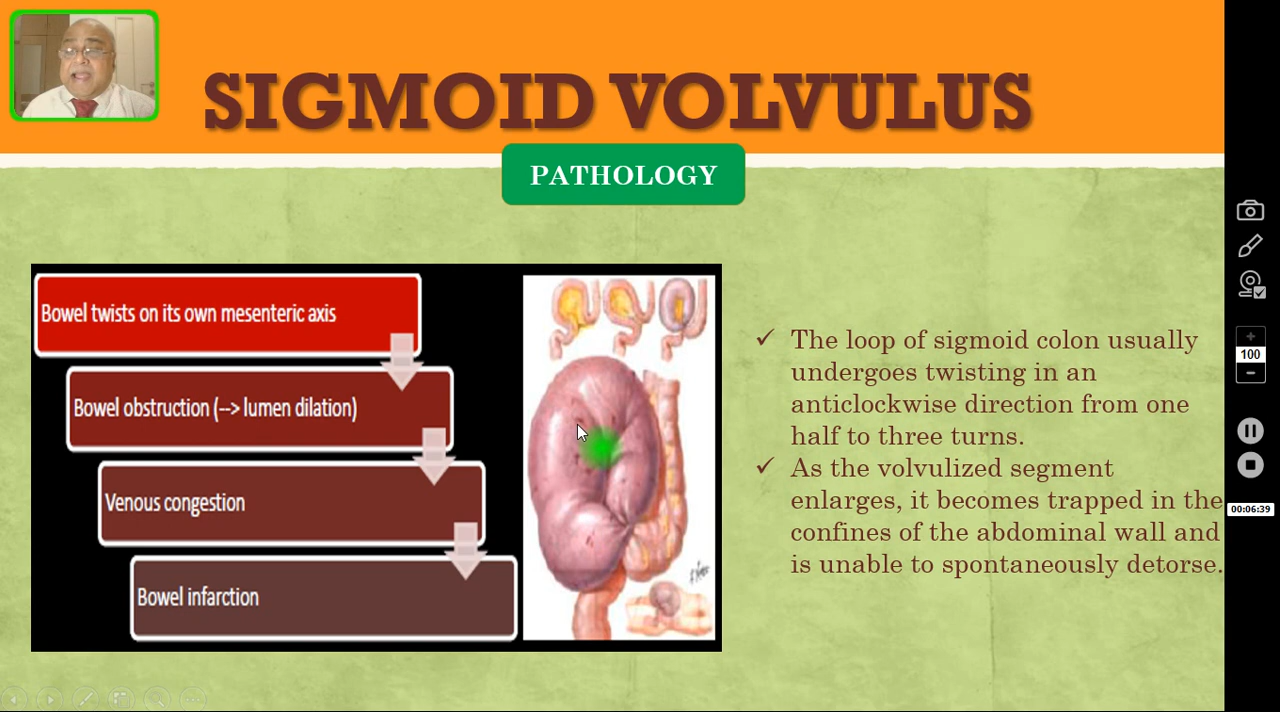 SIGMOID VOLVULUS
PATHOLOGY
Bowel twists on its own mesenteric axis
Bowel obstruction (--> lumen dilation)
Venous congestion
Bowel infarction
✓ The loop of sigmoid colon usually
undergoes twisting in an
anticlockwise direction from one
half to three turns.
✓ As the volvulized segment
enlarges, it becomes trapped in the
confines of the abdominal wall and
is unable to spontaneously detorse.
+
100
−
00:06:39